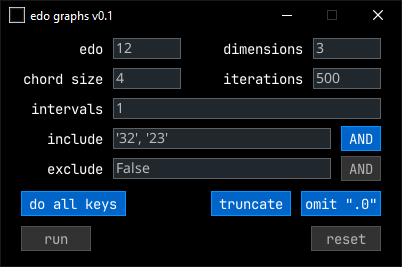 edo graphs v0.1
edo 12 dimensions 3
chord size 4 iterations 500
intervals 1
include '32', '23' AND
exclude False AND
do all keys truncate omit ".0"
run reset